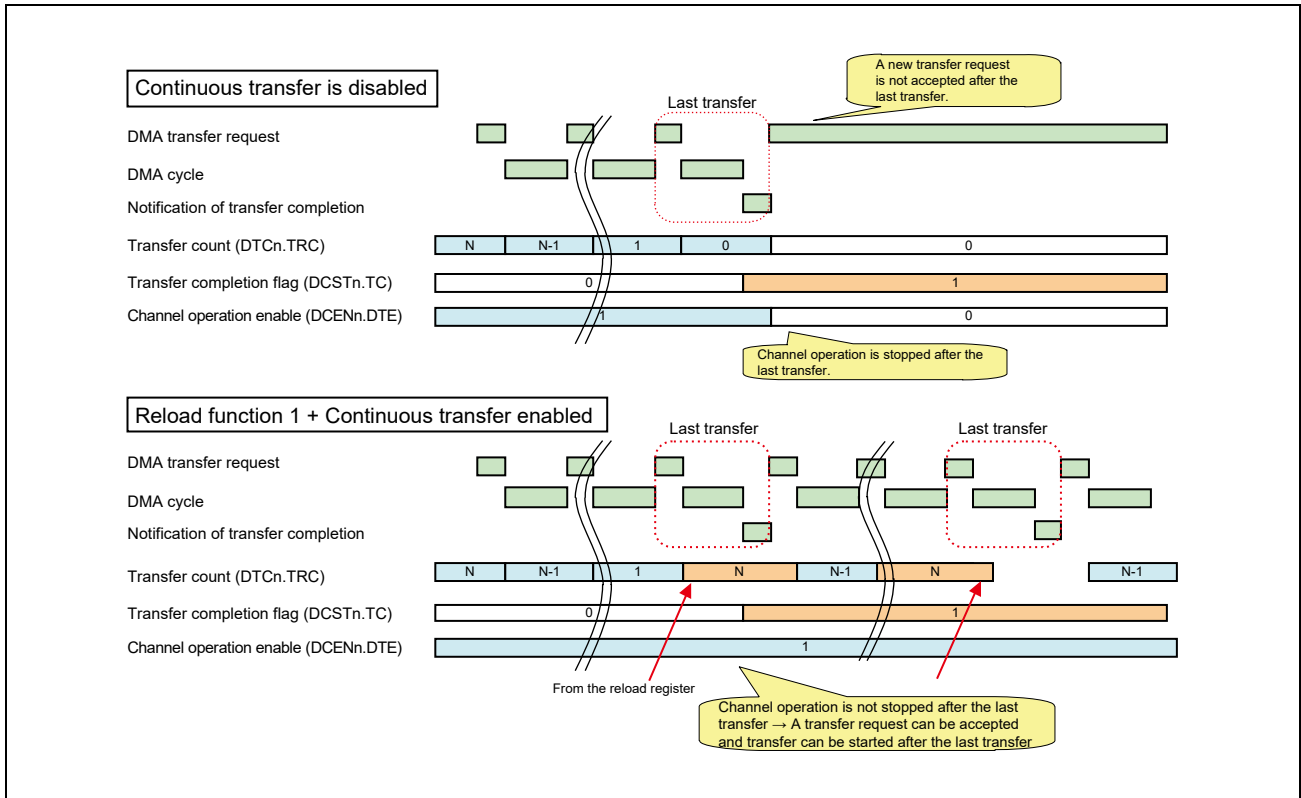 Continuous transfer is disabled
A new transfer request
is not accepted after the
last transfer.
Last transfer
DMA transfer request
DMA cycle
Notification of transfer completion
Transfer count (DTCn.TRC)
N N-1 1 0 0
Transfer completion flag (DCSTn.TC)
0 1
Channel operation enable (DCENn.DTE)
1 0
Channel operation is stopped after the
last transfer.
Reload function 1 + Continuous transfer enabled
Last transfer Last transfer
DMA transfer request
DMA cycle
Notification of transfer completion
Transfer count (DTCn.TRC)
N N-1 1 N N-1 N N-1
Transfer completion flag (DCSTn.TC)
0 1
Channel operation enable (DCENn.DTE)
1
From the reload register
Channel operation is not stopped after the last
transfer → A transfer request can be accepted
and transfer can be started after the last transfer